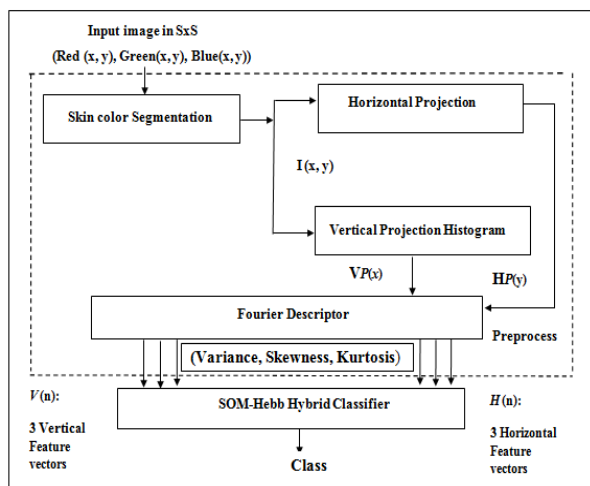 Input image in SxS
(Red (x, y), Green(x, y), Blue(x, y))
Skin color Segmentation
Horizontal Projection
I (x, y)
Vertical Projection Histogram
VP(x)
HP(y)
Fourier Descriptor
Preprocess
(Variance, Skewness, Kurtosis)
V(n):
3 Vertical
Feature
vectors
SOM-Hebb Hybrid Classifier
H(n):
3 Horizontal
Feature
vectors
Class